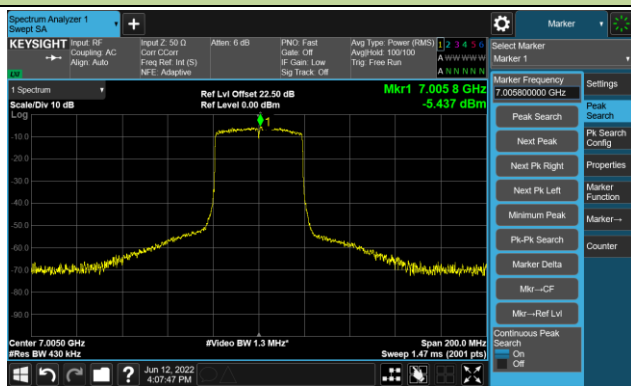 Spectrum Analyzer 1
Swept SA
+
Marker
KEYSIGHT
Input: RF
Coupling: AC
Align: Auto
Input Z: 50 Ω
Corr CCorr
Freq Ref: Int (S)
NFE: Adaptive
Atten: 6 dB
PNO: Fast
Gate: Off
IF Gain: Low
Sig Track: Off
Avg Type: Power (RMS)
Avg|Hold: 100/100
Trig: Free Run
1 2 3 4 5 6
A W W W W W
A N N N N N
LW
Select Marker
Marker 1
1 Spectrum
Scale/Div 10 dB
Ref Lvl Offset 22.50 dB
Ref Level 0.00 dBm
Mkr1 7.005 8 GHz
-5.437 dBm
Log
1
-10.0
-20.0
-30.0
-40.0
-50.0
-60.0
-70.0
-80.0
-90.0
Center 7.0050 GHz
#Res BW 430 kHz
#Video BW 1.3 MHz*
Span 200.0 MHz
Sweep 1.47 ms (2001 pts)
Marker Frequency
7.005800000 GHz
Peak Search
Next Peak
Next Pk Right
Next Pk Left
Minimum Peak
Pk-Pk Search
Marker Delta
Mkr→CF
Mkr→Ref Lvl
Continuous Peak
Search
On
Off
Settings
Peak
Search
Pk Search
Config
Properties
Marker
Function
Marker→
Counter
?
Jun 12, 2022
4:07:47 PM